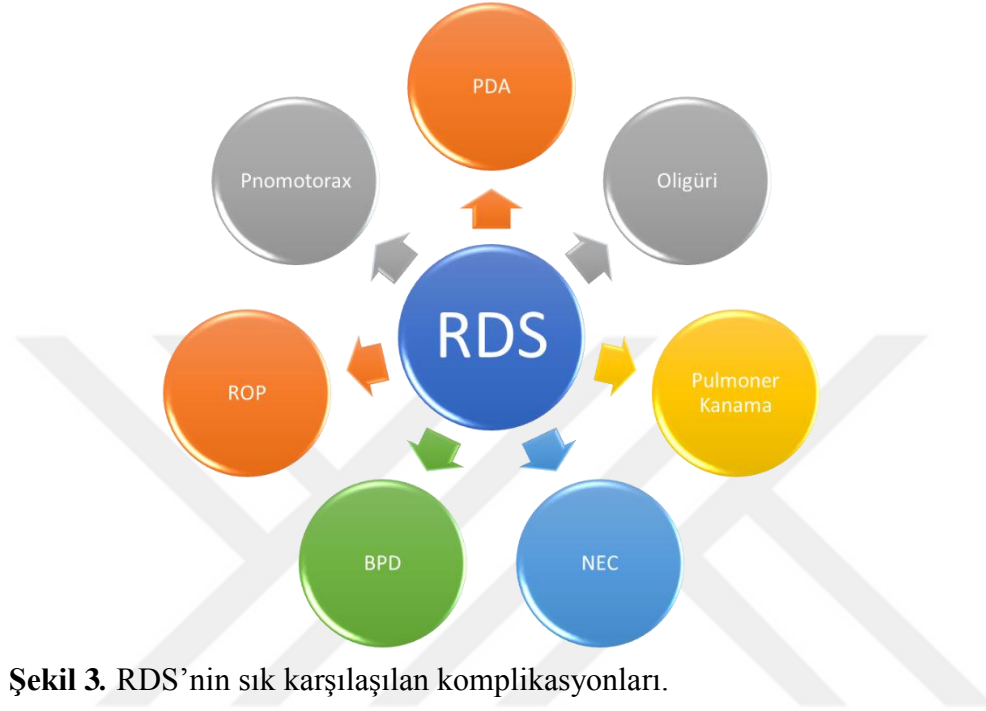 PDA
Pnomotorax
Oligüri
RDS
ROP
Pulmoner
Kanama
BPD
NEC
Şekil 3. RDS’nin sık karşılaşılan komplikasyonları.